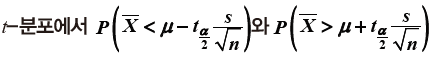 t-분포에서 P(X̄ < μ − t_{α/2} s/√n)와 P(X̄ > μ + t_{α/2} s/√n)